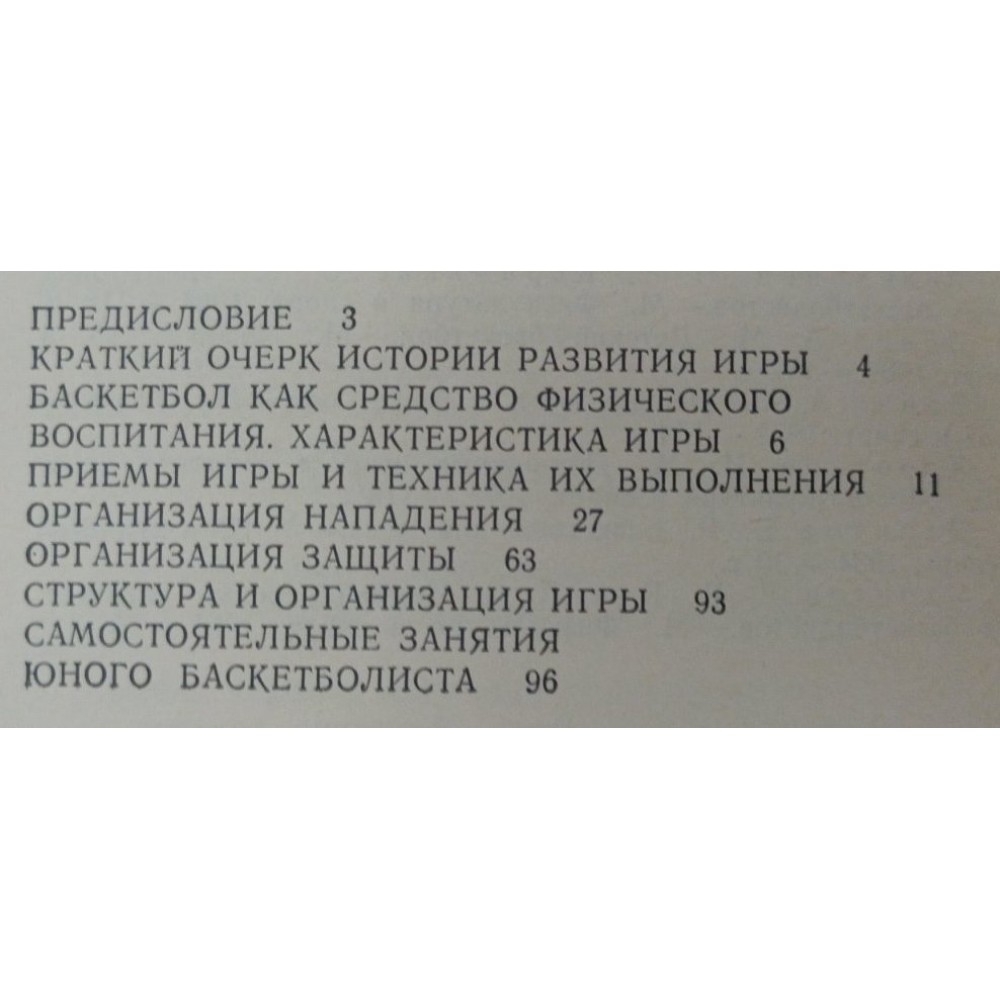 ПРЕДИСЛОВИЕ 3
КРАТКИЙ ОЧЕРК ИСТОРИИ РАЗВИТИЯ ИГРЫ 4
БАСКЕТБОЛ КАК СРЕДСТВО ФИЗИЧЕСКОГО
ВОСПИТАНИЯ. ХАРАКТЕРИСТИКА ИГРЫ 6
ПРИЕМЫ ИГРЫ И ТЕХНИКА ИХ ВЫПОЛНЕНИЯ 11
ОРГАНИЗАЦИЯ НАПАДЕНИЯ 27
ОРГАНИЗАЦИЯ ЗАЩИТЫ 63
СТРУКТУРА И ОРГАНИЗАЦИЯ ИГРЫ 93
САМОСТОЯТЕЛЬНЫЕ ЗАНЯТИЯ
ЮНОГО БАСКЕТБОЛИСТА 96